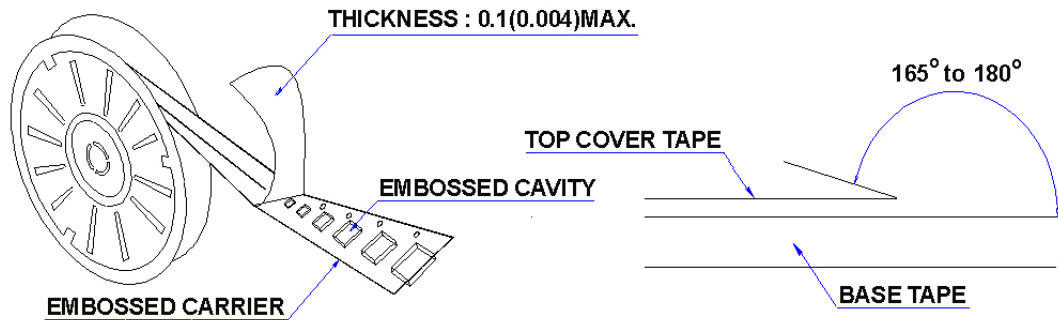 THICKNESS : 0.1(0.004)MAX.
165° to 180°
TOP COVER TAPE
EMBOSSED CAVITY
EMBOSSED CARRIER
BASE TAPE